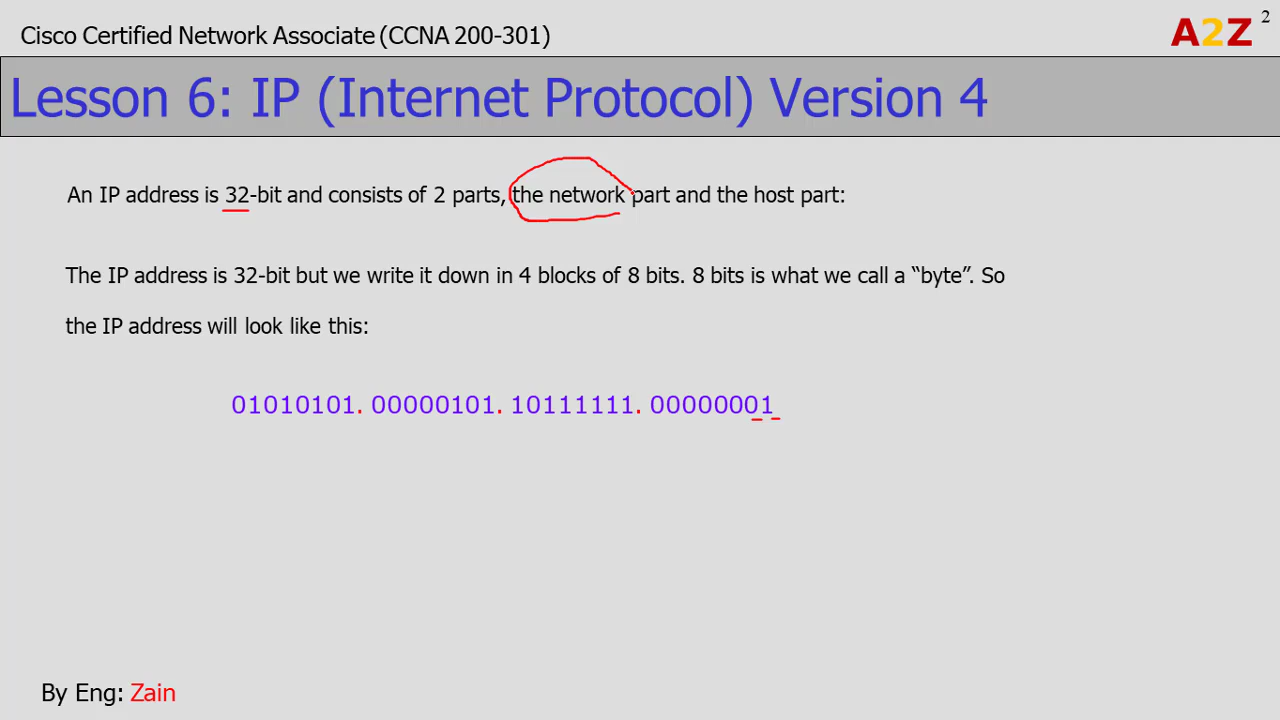 Cisco Certified Network Associate (CCNA 200-301)
A2Z
2
Lesson 6: IP (Internet Protocol) Version 4
An IP address is 32-bit and consists of 2 parts, the network part and the host part:
The IP address is 32-bit but we write it down in 4 blocks of 8 bits. 8 bits is what we call a “byte”. So
the IP address will look like this:
01010101. 00000101. 10111111. 00000001
By Eng: Zain